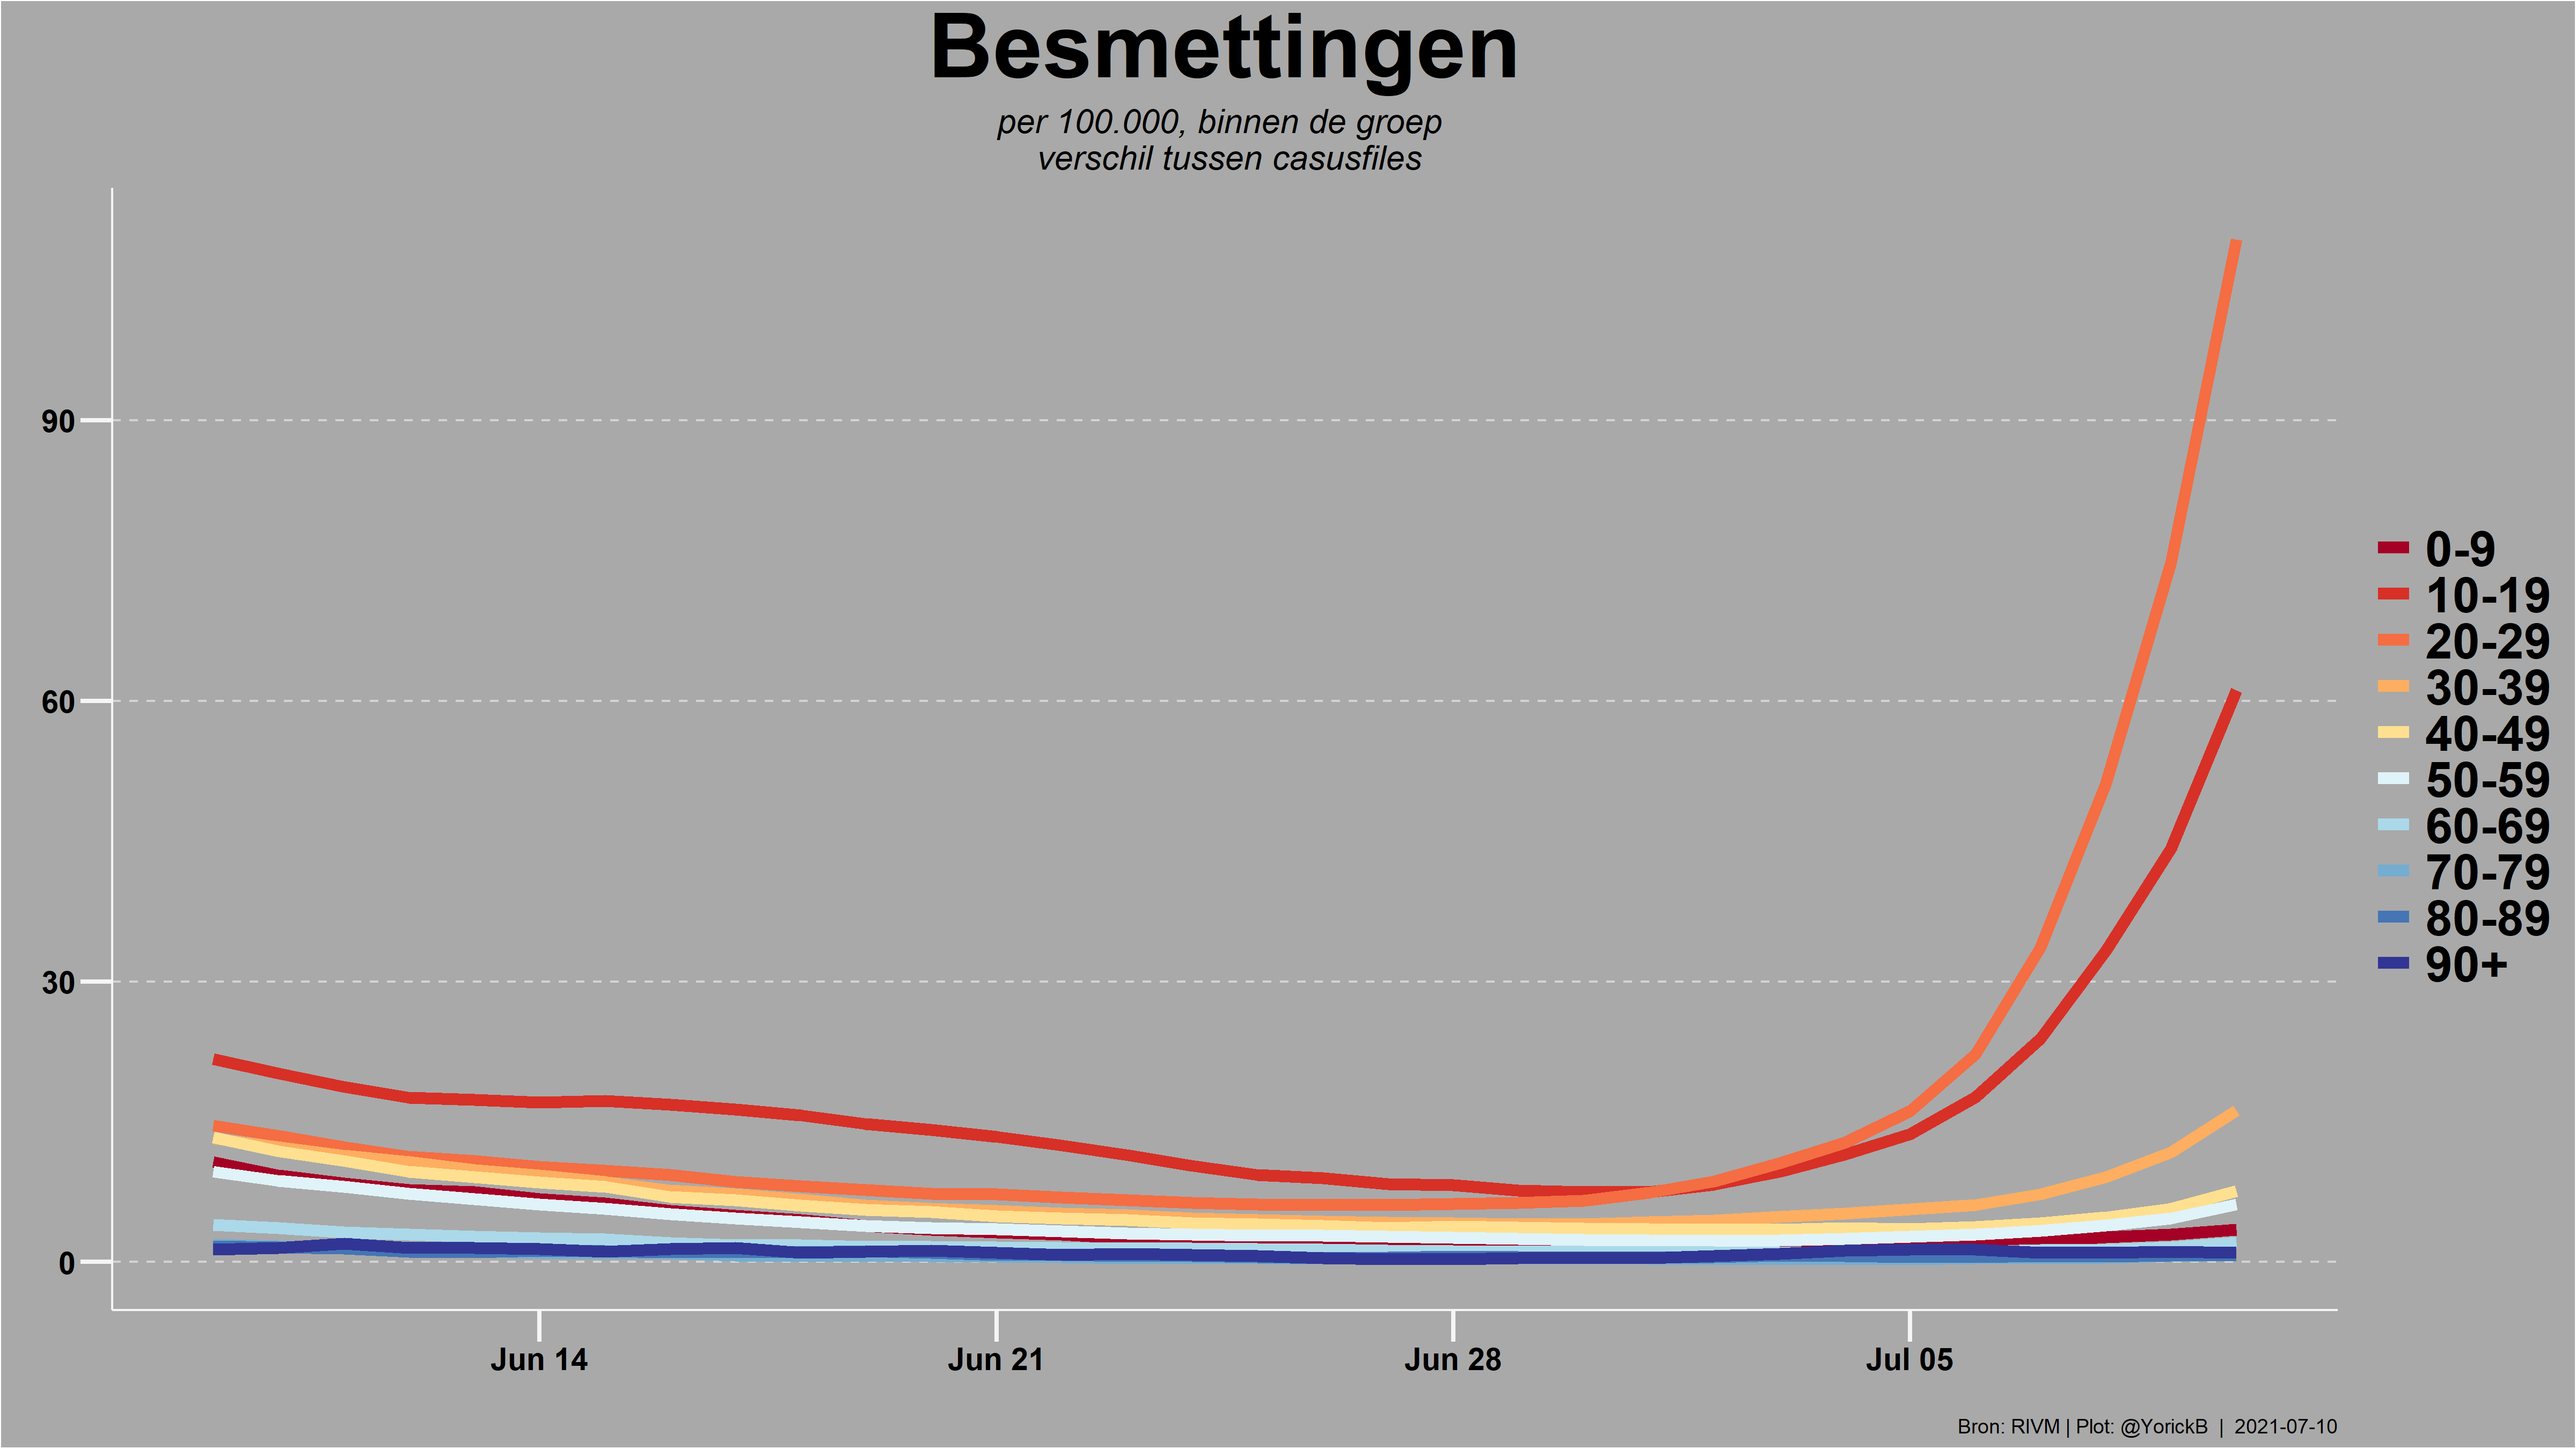 Besmettingen
per 100.000, binnen de groep
verschil tussen casusfiles
90
60
30
0
Jun 14
Jun 21
Jun 28
Jul 05
0-9
10-19
20-29
30-39
40-49
50-59
60-69
70-79
80-89
90+
Bron: RIVM | Plot: @YorickB | 2021-07-10